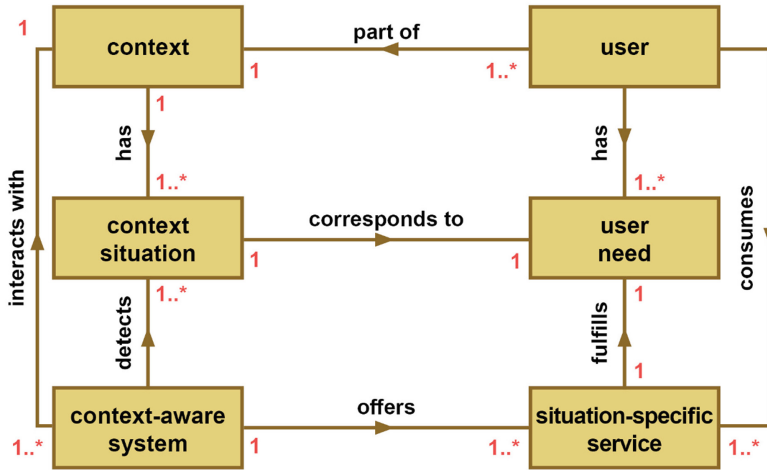 1
context
part of
user
1
1..*
1
has
has
1..*
1..*
interacts with
context
situation
corresponds to
user
need
consumes
1
1
1..*
1
detects
fulfills
1
context-aware
system
offers
situation-specific
service
1..*
1
1..*
1..*